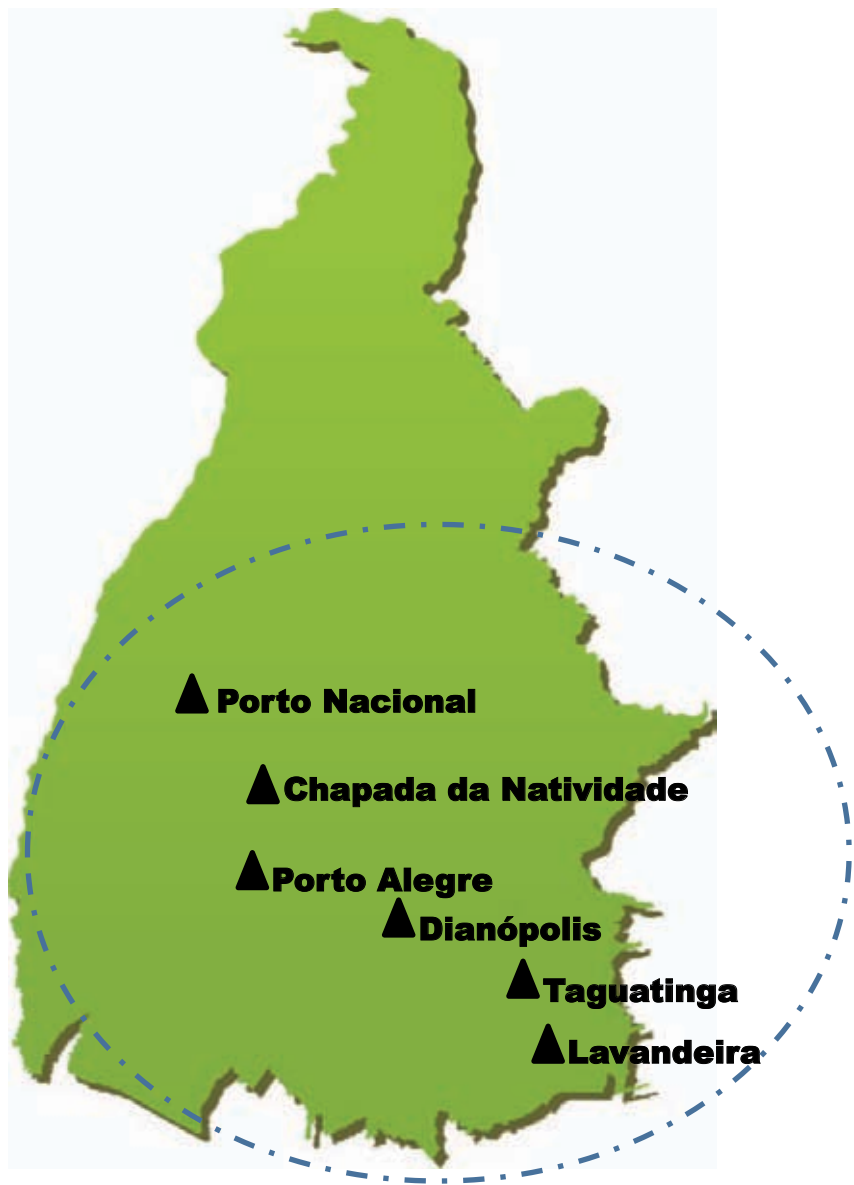 Porto Nacional
Chapada da Natividade
Porto Alegre
Dianópolis
Taguatinga
Lavandeira